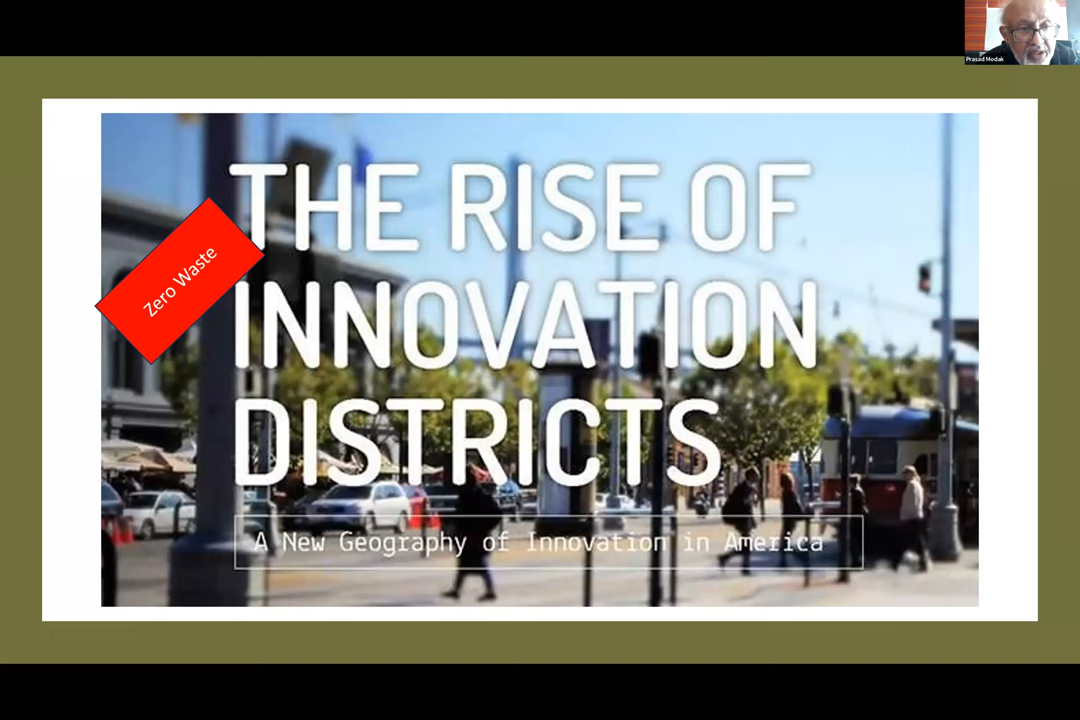 Prasad Modak
THE RISE OF
INNOVATION
DISTRICTS
Zero Waste
A New Geography of Innovation in America